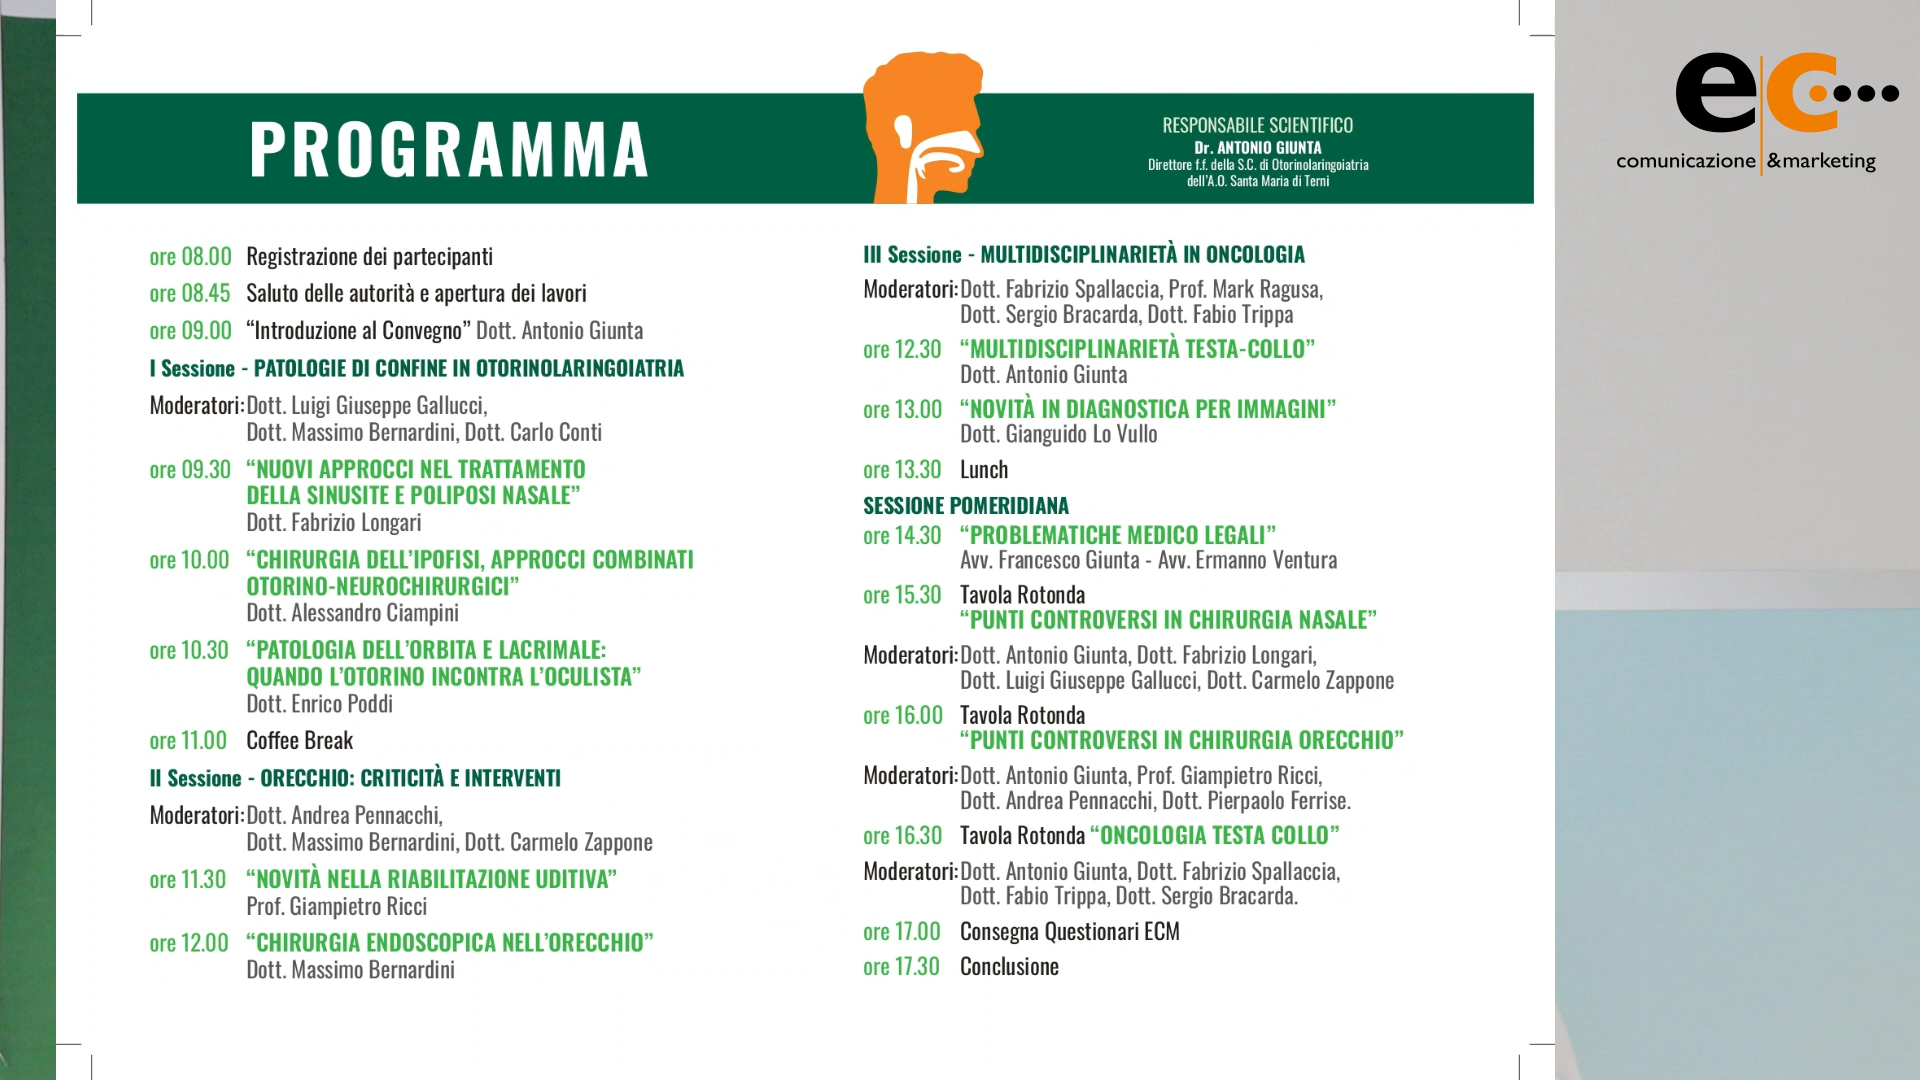 PROGRAMMA
RESPONSABILE SCIENTIFICO
Dr. ANTONIO GIUNTA
Direttore f.f. della S.C. di Otorinolaringoiatria
dell'A.O. Santa Maria di Terni
ec
comunicazione &marketing
ore 08.00 Registrazione dei partecipanti
ore 08.45 Saluto delle autorità e apertura dei lavori
ore 09.00 “Introduzione al Convegno” Dott. Antonio Giunta
I Sessione - PATOLOGIE DI CONFINE IN OTORINOLARINGOIATRIA
Moderatori: Dott. Luigi Giuseppe Gallucci,
Dott. Massimo Bernardini, Dott. Carlo Conti
ore 09.30 “NUOVI APPROCCI NEL TRATTAMENTO
DELLA SINUSITE E POLIPOSI NASALE”
Dott. Fabrizio Longari
ore 10.00 “CHIRURGIA DELL’IPOFISI, APPROCCI COMBINATI
OTORINO-NEUROCHIRURGICI”
Dott. Alessandro Ciampini
ore 10.30 “PATOLOGIA DELL’ORBITA E LACRIMALE:
QUANDO L’OTORINO INCONTRA L’OCULISTA”
Dott. Enrico Poddi
ore 11.00 Coffee Break
II Sessione - ORECCHIO: CRITICITÀ E INTERVENTI
Moderatori: Dott. Andrea Pennacchi,
Dott. Massimo Bernardini, Dott. Carmelo Zappone
ore 11.30 “NOVITÀ NELLA RIABILITAZIONE UDITIVA”
Prof. Giampietro Ricci
ore 12.00 “CHIRURGIA ENDOSCOPICA NELL’ORECCHIO”
Dott. Massimo Bernardini
III Sessione - MULTIDISCIPLINARIETÀ IN ONCOLOGIA
Moderatori: Dott. Fabrizio Spallaccia, Prof. Mark Ragusa,
Dott. Sergio Bracarda, Dott. Fabio Trippa
ore 12.30 “MULTIDISCIPLINARIETÀ TESTA-COLLO”
Dott. Antonio Giunta
ore 13.00 “NOVITÀ IN DIAGNOSTICA PER IMMAGINI”
Dott. Gianguido Lo Vullo
ore 13.30 Lunch
SESSIONE POMERIDIANA
ore 14.30 “PROBLEMATICHE MEDICO LEGALI”
Avv. Francesco Giunta - Avv. Ermanno Ventura
ore 15.30 Tavola Rotonda
“PUNTI CONTROVERSI IN CHIRURGIA NASALE”
Moderatori: Dott. Antonio Giunta, Dott. Fabrizio Longari,
Dott. Luigi Giuseppe Gallucci, Dott. Carmelo Zappone
ore 16.00 Tavola Rotonda
“PUNTI CONTROVERSI IN CHIRURGIA ORECCHIO”
Moderatori: Dott. Antonio Giunta, Prof. Giampietro Ricci,
Dott. Andrea Pennacchi, Dott. Pierpaolo Ferrise.
ore 16.30 Tavola Rotonda “ONCOLOGIA TESTA COLLO”
Moderatori: Dott. Antonio Giunta, Dott. Fabrizio Spallaccia,
Dott. Fabio Trippa, Dott. Sergio Bracarda.
ore 17.00 Consegna Questionari ECM
ore 17.30 Conclusione